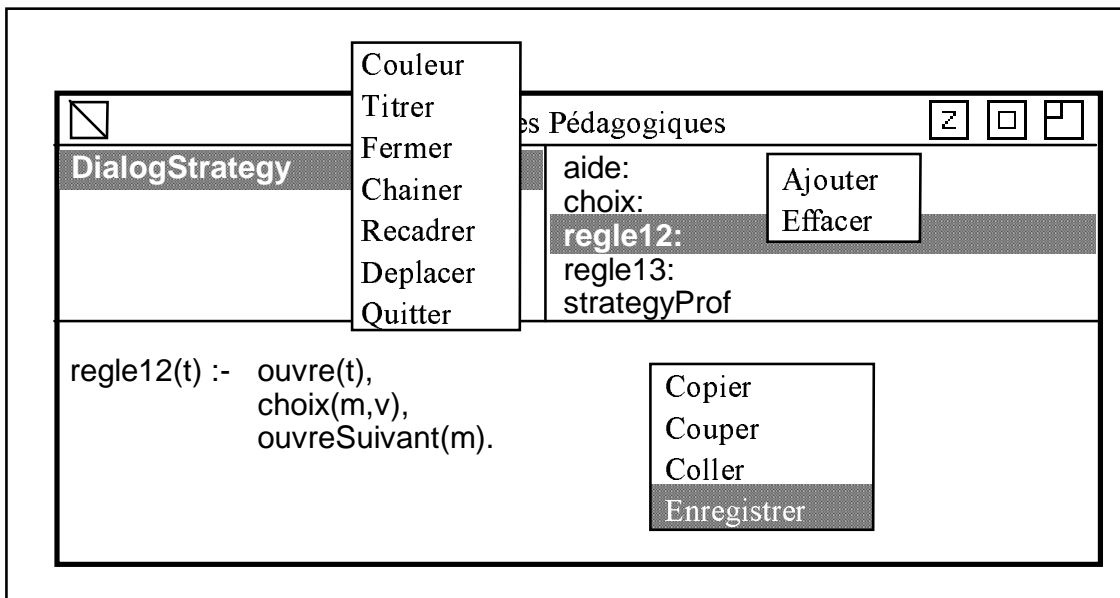 Couleur
Titrer
Fermer
Chainer
Recadrer
Deplacer
Quitter
es Pédagogiques
Z
DialogStrategy
aide:
choix:
regle12:
regle13:
strategyProf
Ajouter
Effacer
regle12(t) :- ouvre(t),
choix(m,v),
ouvreSuivant(m).
Copier
Couper
Coller
Enregistrer